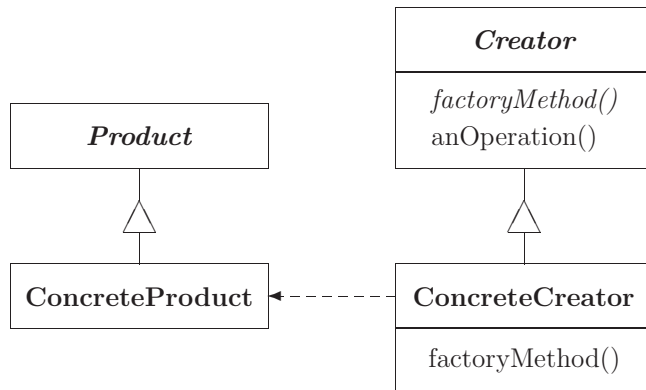 Creator
factoryMethod()
anOperation()
Product
ConcreteProduct
ConcreteCreator
factoryMethod()